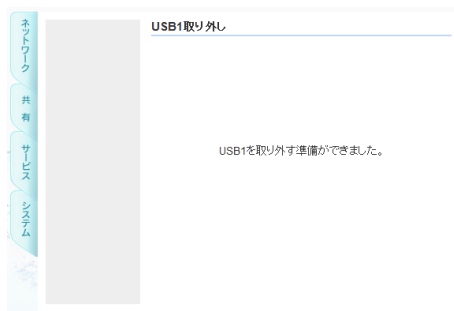 USB1取り外し
ネットワーク
共有
サービス
システム
USB1を取り外す準備ができました。